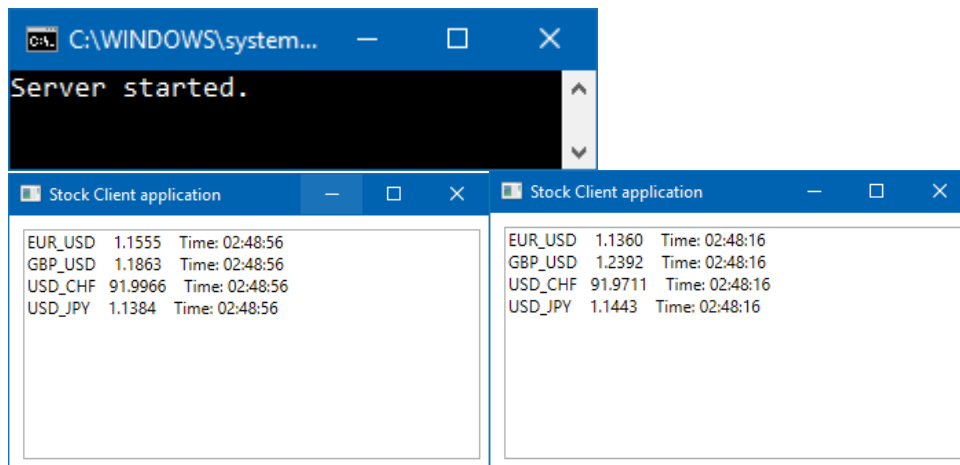 C:\WINDOWS\system...
Server started.
Stock Client application
EUR_USD 1.1555 Time: 02:48:56
GBP_USD 1.1863 Time: 02:48:56
USD_CHF 91.9966 Time: 02:48:56
USD_JPY 1.1384 Time: 02:48:56
Stock Client application
EUR_USD 1.1360 Time: 02:48:16
GBP_USD 1.2392 Time: 02:48:16
USD_CHF 91.9711 Time: 02:48:16
USD_JPY 1.1443 Time: 02:48:16